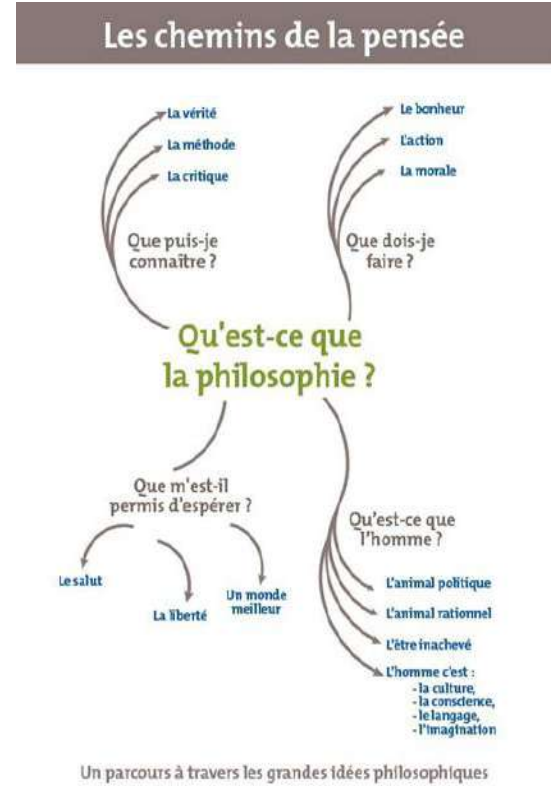 Les chemins de la pensée
La vérité
La méthode
La critique
Que puis-je
connaître ?
Le bonheur
L'action
La morale
Que dois-je
faire ?
Qu'est-ce que
la philosophie ?
Que m'est-il
permis d'espérer ?
Le salut
La liberté
Un monde
meilleur
Qu'est-ce que
l'homme ?
L'animal politique
L'animal rationnel
L'être inachevé
L'homme c'est :
- la culture,
- la conscience,
- le langage,
- l'imagination
Un parcours à travers les grandes idées philosophiques